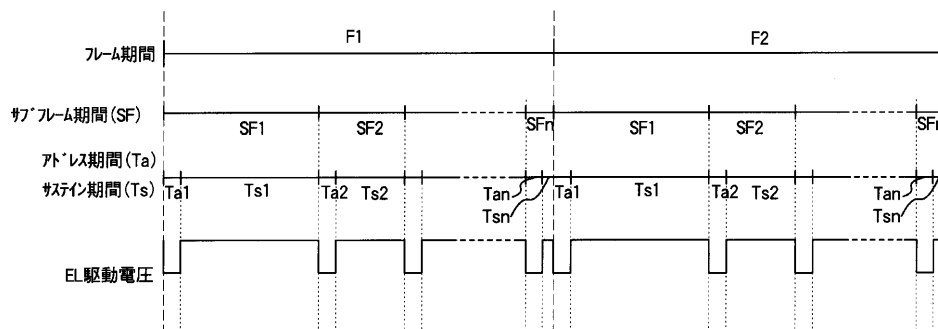 F1 F2
フレーム期間
サブフレーム期間(SF)
SF1 SF2 SFn SF1 SF2 SFn
アドレス期間(Ta)
サステイン期間(Ts)
Ta1 Ts1 Ta2 Ts2 Tan Ta1 Ts1 Ta2 Ts2 Tan
Tsn Tsn
EL駆動電圧